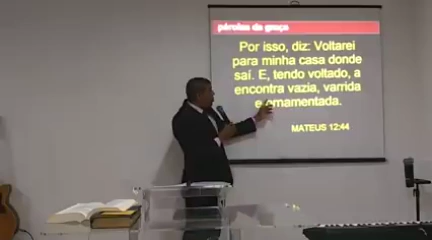 pérolas da graça
Por isso, diz: Voltarei
para minha casa donde
saí. E, tendo voltado, a
encontra vazia, varrida
e ornamentada.
MATEUS 12:44